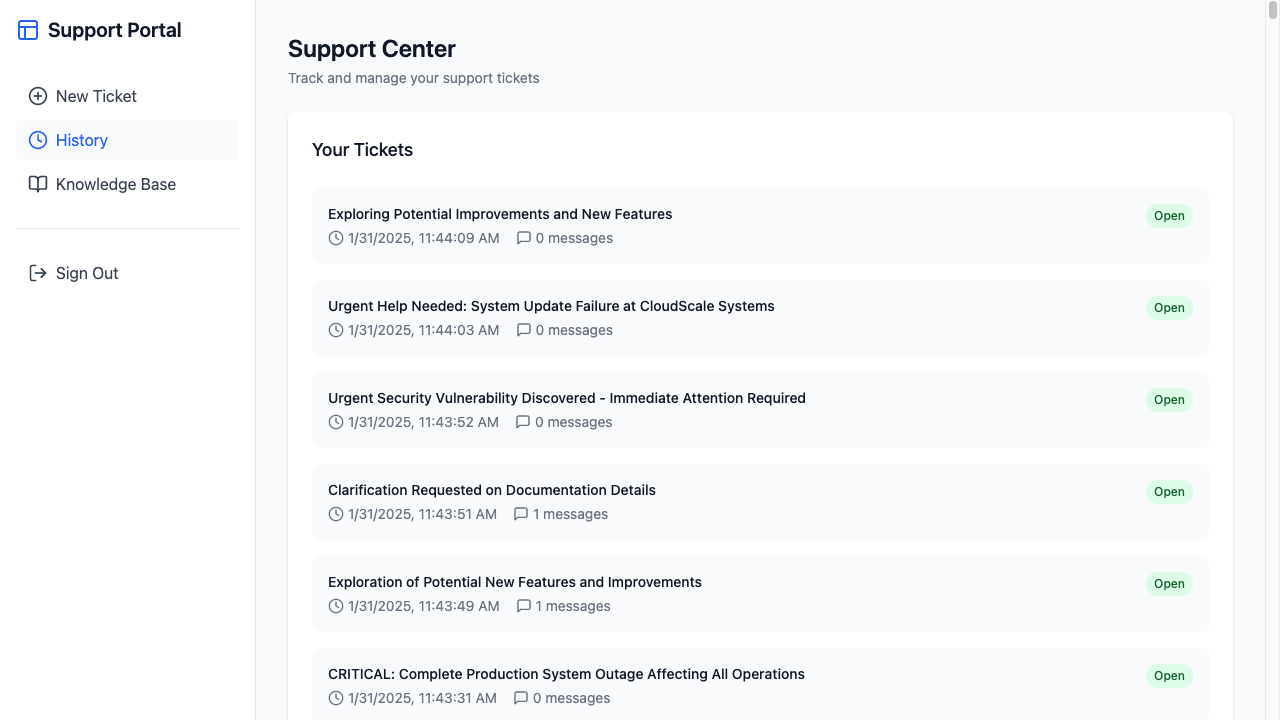 Support Portal
New Ticket
History
Knowledge Base
Sign Out
Support Center
Track and manage your support tickets
Your Tickets
Exploring Potential Improvements and New Features
Open
1/31/2025, 11:44:09 AM 0 messages
Urgent Help Needed: System Update Failure at CloudScale Systems
Open
1/31/2025, 11:44:03 AM 0 messages
Urgent Security Vulnerability Discovered - Immediate Attention Required
Open
1/31/2025, 11:43:52 AM 0 messages
Clarification Requested on Documentation Details
Open
1/31/2025, 11:43:51 AM 1 messages
Exploration of Potential New Features and Improvements
Open
1/31/2025, 11:43:49 AM 1 messages
CRITICAL: Complete Production System Outage Affecting All Operations
Open
1/31/2025, 11:43:31 AM 0 messages